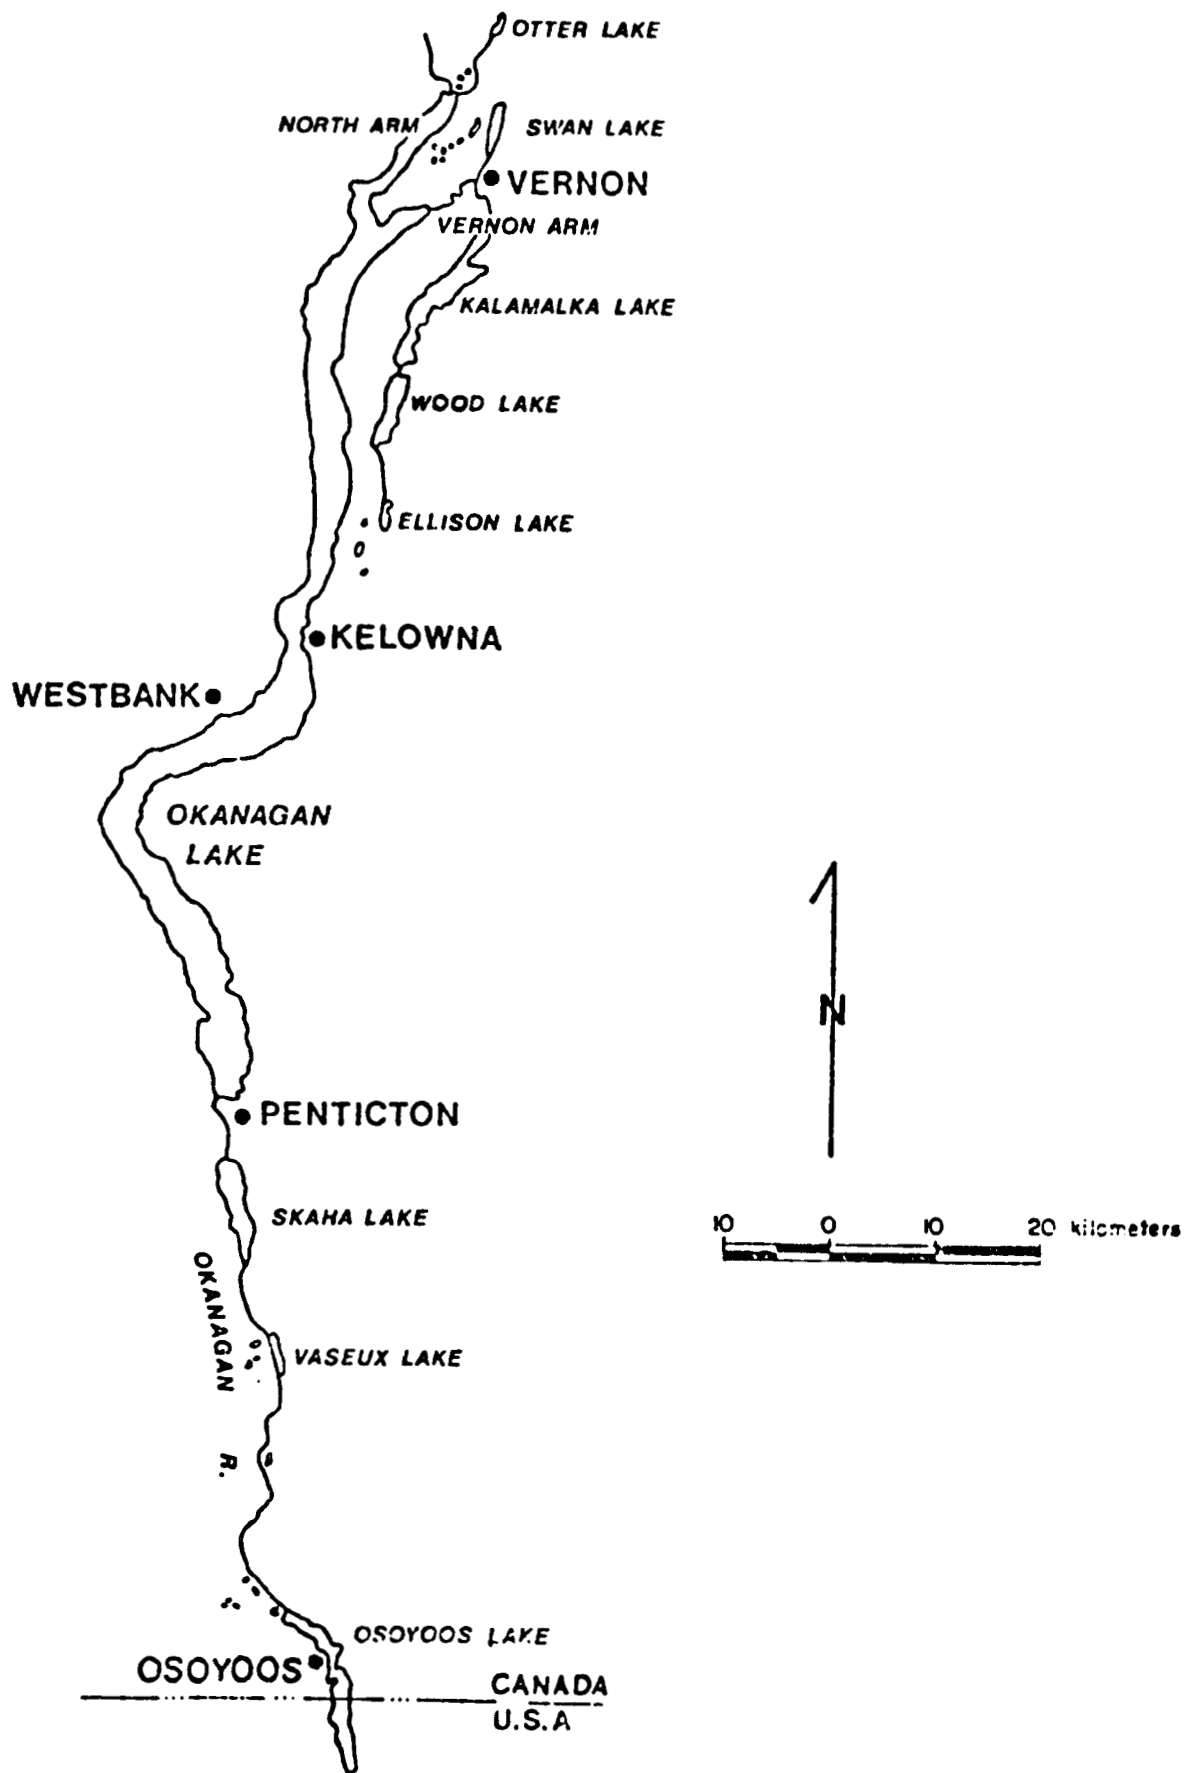 OTTER LAKE
NORTH ARM
SWAN LAKE
VERNON
VERNON ARM
KALAMALKA LAKE
WOOD LAKE
ELLISON LAKE
KELOWNA
WESTBANK
OKANAGAN
LAKE
N
PENTICTON
10 0 10 20 kilometers
SKAHA LAKE
OKANAGAN R.
VASEUX LAKE
OSOYOOS LAKE
OSOYOOS
CANADA
U.S.A